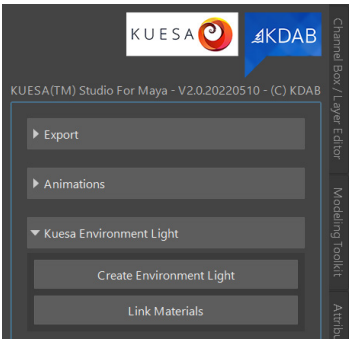 KUESA
KDAB
KUESA(TM) Studio For Maya - V2.0.20220510 - (C) KDAB
Export
Animations
Kuesa Environment Light
Create Environment Light
Link Materials
Channel Box / Layer Editor
Modeling Toolkit
Attribu